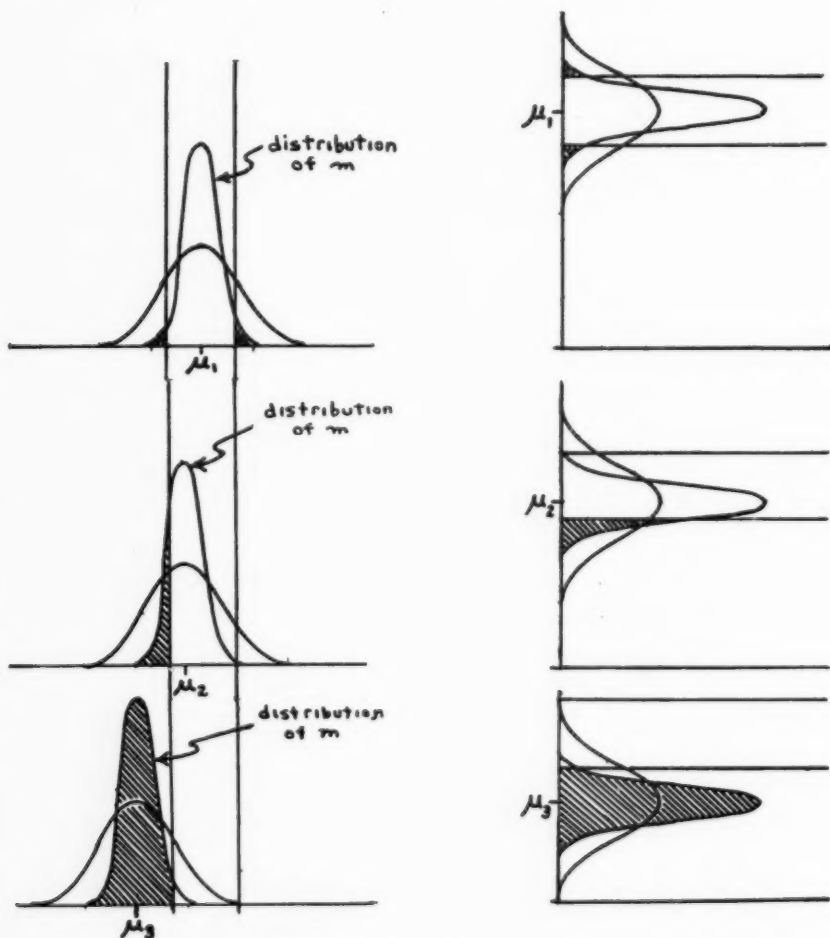 distribution
of m
μ₁
μ₁
distribution
of m
μ₂
μ₂
distribution
of m
μ₃
μ₃